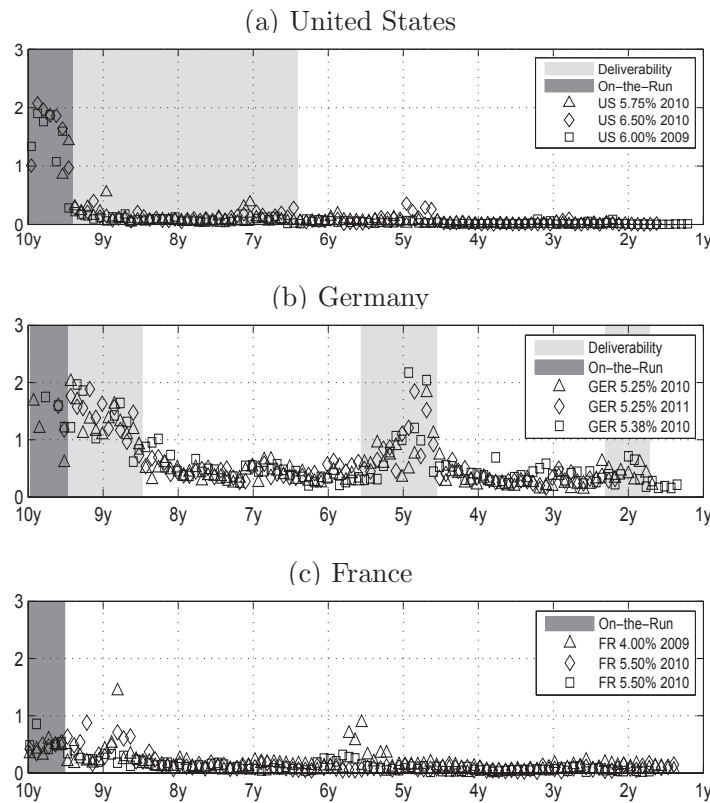 (a) United States
3
2
1
0
10y 9y 8y 7y 6y 5y 4y 3y 2y 1y
Deliverability
On-the-Run
US 5.75% 2010
US 6.50% 2010
US 6.00% 2009
(b) Germany
3
2
1
0
10y 9y 8y 7y 6y 5y 4y 3y 2y 1y
Deliverability
On-the-Run
GER 5.25% 2010
GER 5.25% 2011
GER 5.38% 2010
(c) France
3
2
1
0
10y 9y 8y 7y 6y 5y 4y 3y 2y 1y
On-the-Run
FR 4.00% 2009
FR 5.50% 2010
FR 5.50% 2010